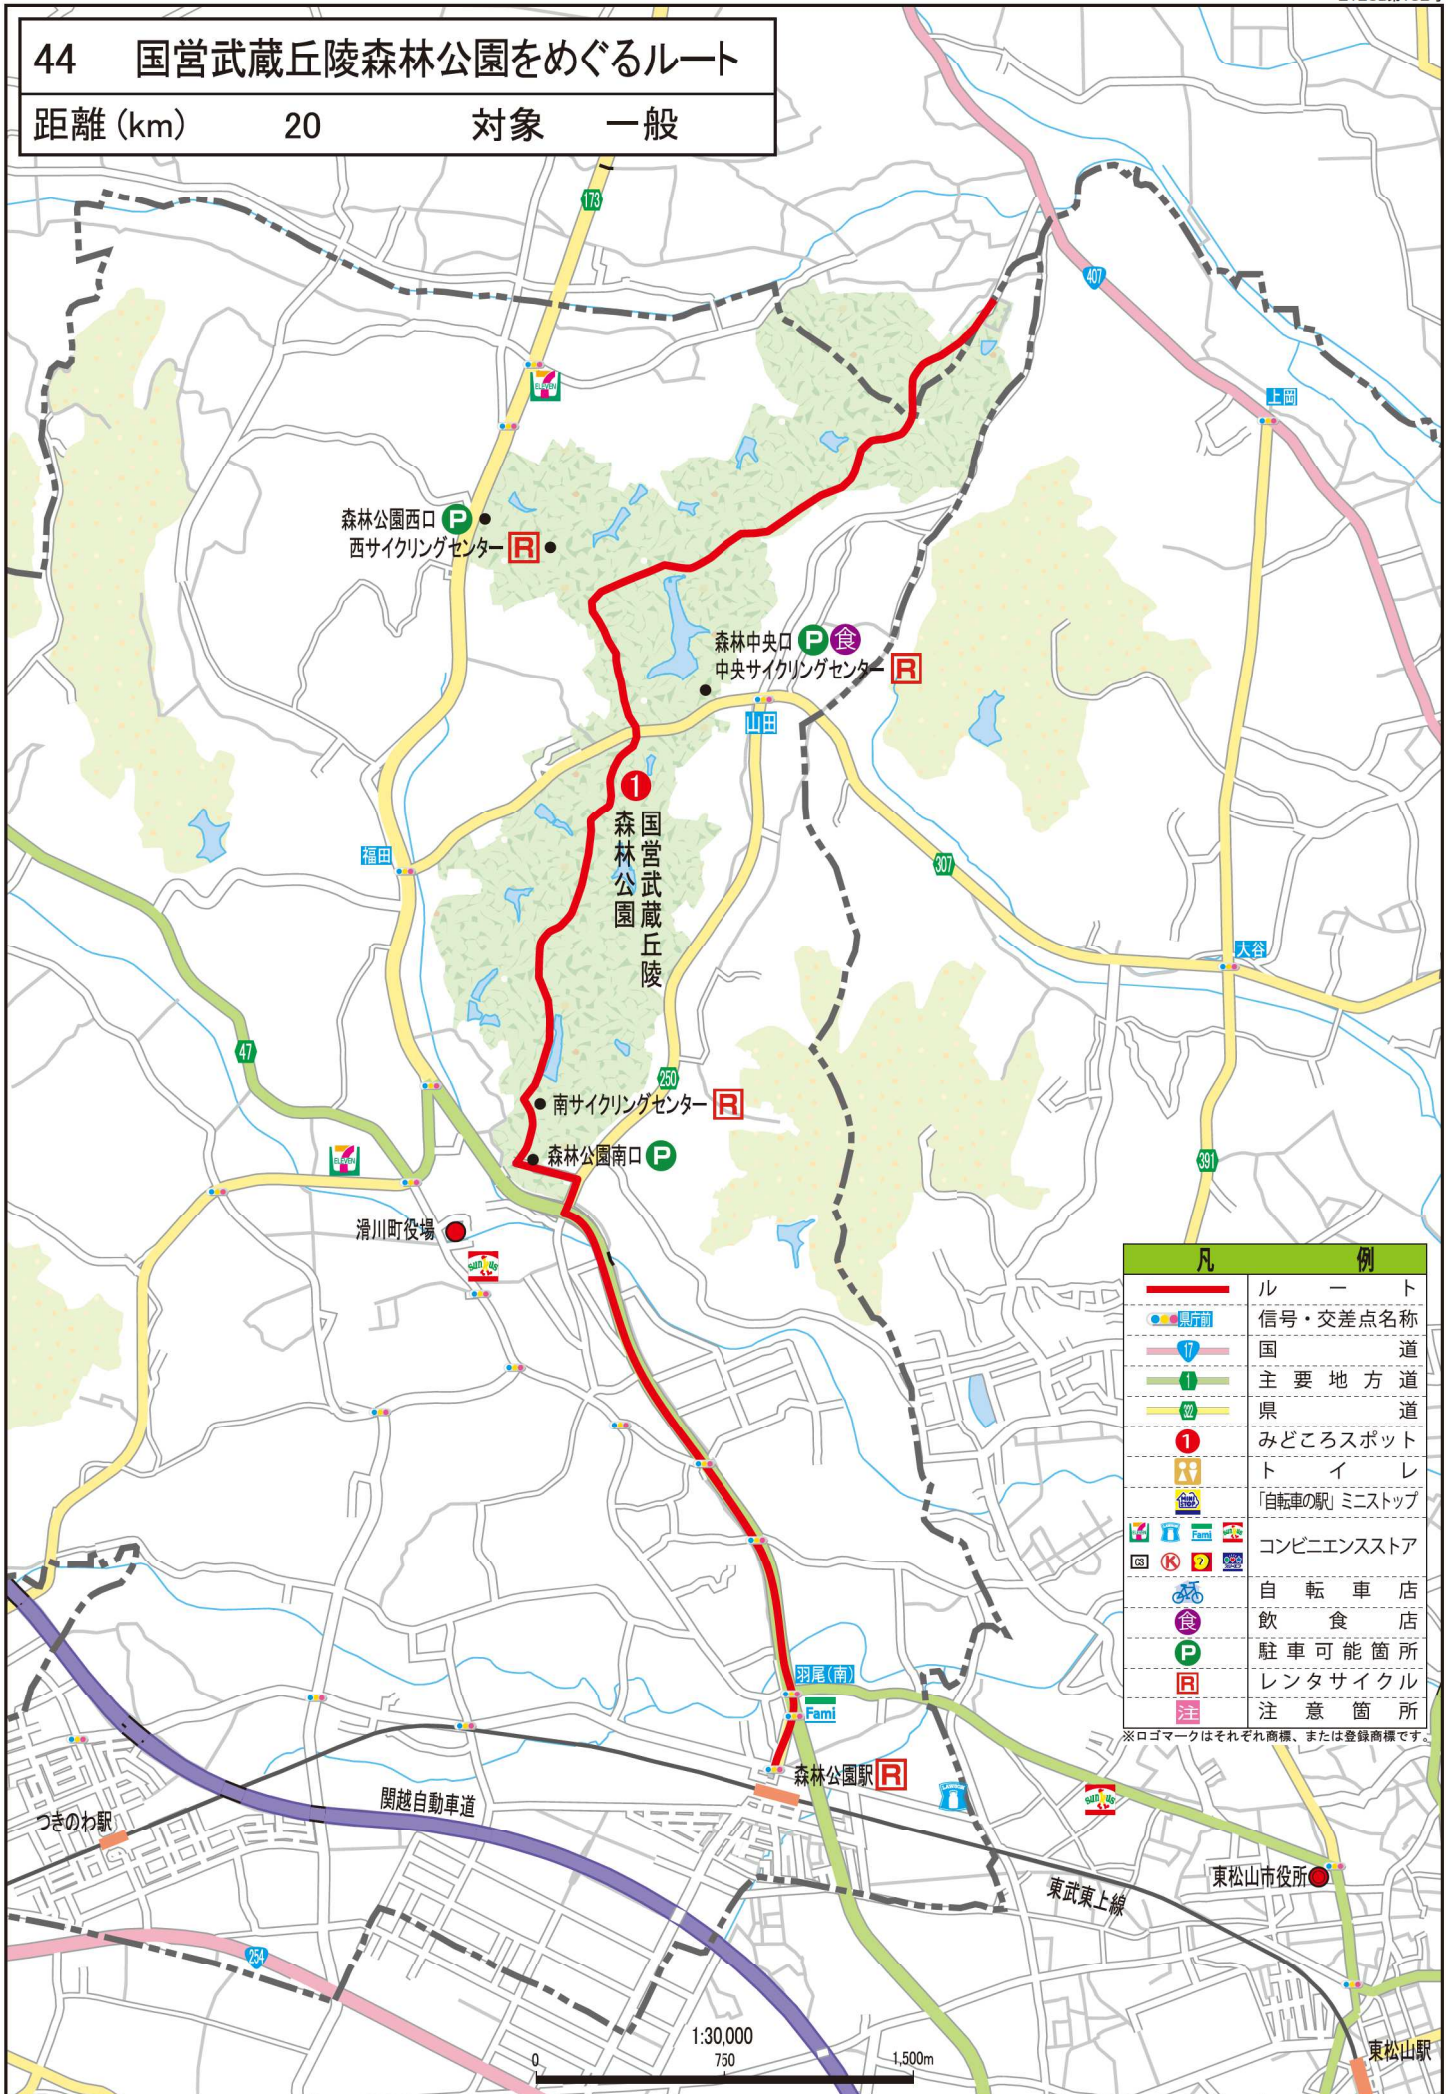 44 国営武蔵丘陵森林公園をめぐるルート
距離(km) 20 対象 一般
173
407
上岡
森林公園西口 P
西サイクリングセンター R
森林中央口 P 食
中央サイクリングセンター R
山田
1
国営武蔵丘陵
森林公園
福田
307
大谷
47
250
南サイクリングセンター R
森林公園南口 P
391
滑川町役場
羽尾(南)
Fami
森林公園駅 R
LAWSON
つきのわ駅
関越自動車道
東武東上線
東松山市役所
254
東松山駅
1:30,000
0 750 1,500m
凡例
ルート
県庁前 信号・交差点名称
17 国道
1 主要地方道
県道
1 みどころスポット
トイレ
「自転車の駅」ミニストップ
コンビニエンスストア
自転車店
食 飲食店
P 駐車可能箇所
R レンタサイクル
注 注意箇所
※ロゴマークはそれぞれ商標、または登録商標です。